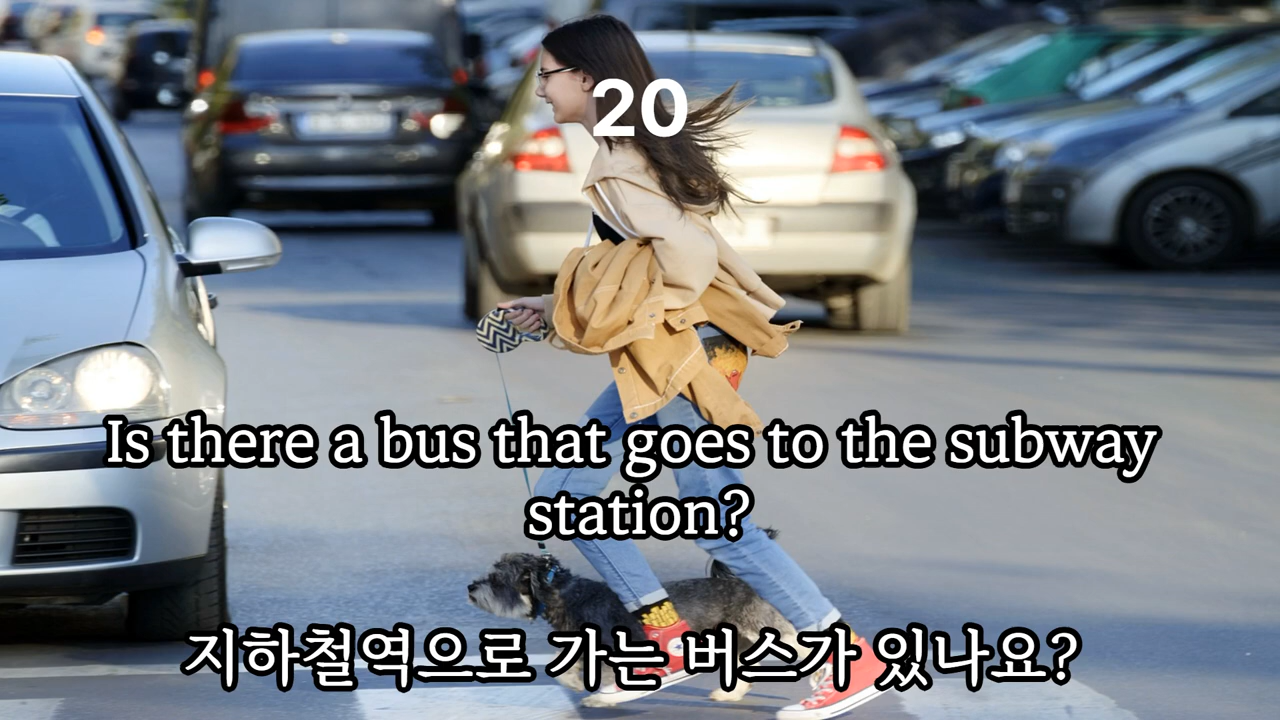 20
Is there a bus that goes to the subway
station?
지하철역으로 가는 버스가 있나요?